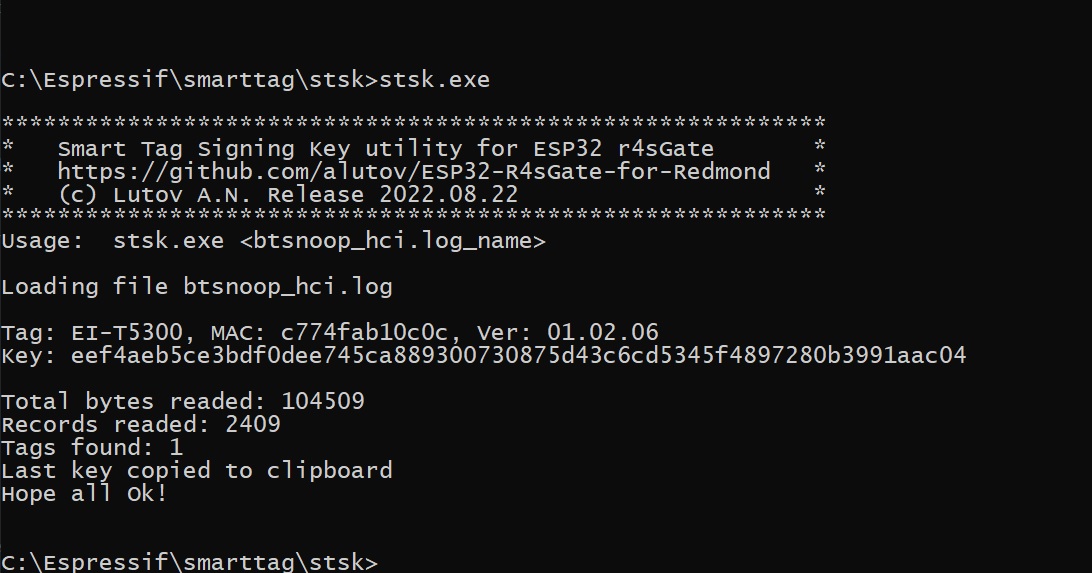 C:\Espressif\smarttag\stsk>stsk.exe
***********************************************************
*   Smart Tag Signing Key utility for ESP32 r4sGate       *
*   https://github.com/alutov/ESP32-R4sGate-for-Redmond   *
*   (c) Lutov A.N. Release 2022.08.22                     *
***********************************************************
Usage:  stsk.exe <btsnoop_hci.log_name>
Loading file btsnoop_hci.log
Tag: EI-T5300, MAC: c774fab10c0c, Ver: 01.02.06
Key: eef4aeb5ce3bdf0dee745ca889300730875d43c6cd5345f4897280b3991aac04
Total bytes readed: 104509
Records readed: 2409
Tags found: 1
Last key copied to clipboard
Hope all Ok!
C:\Espressif\smarttag\stsk>